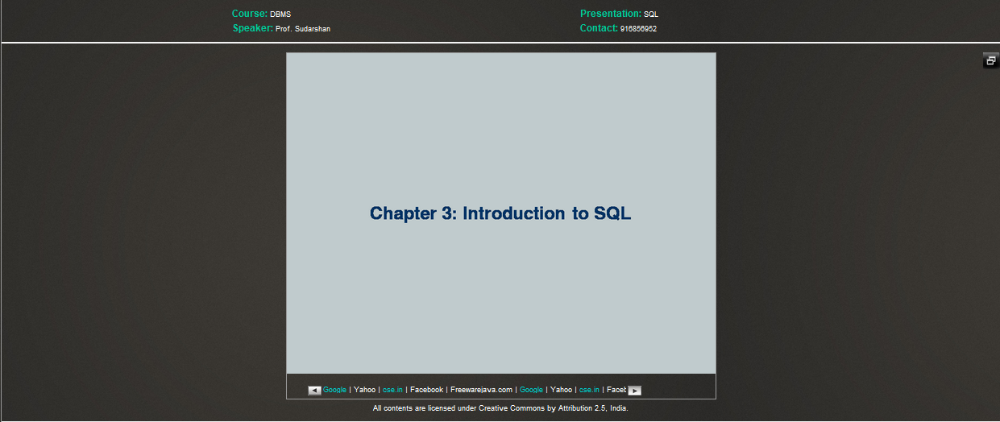 Course: DBMS
Presentation: SQL
Speaker: Prof. Sudarshan
Contact: 916856952
Chapter 3: Introduction to SQL
Google | Yahoo | cse.in | Facebook | Freewarejava.com | Google | Yahoo | cse.in | Faceb
All contents are licensed under Creative Commons by Attribution 2.5, India.